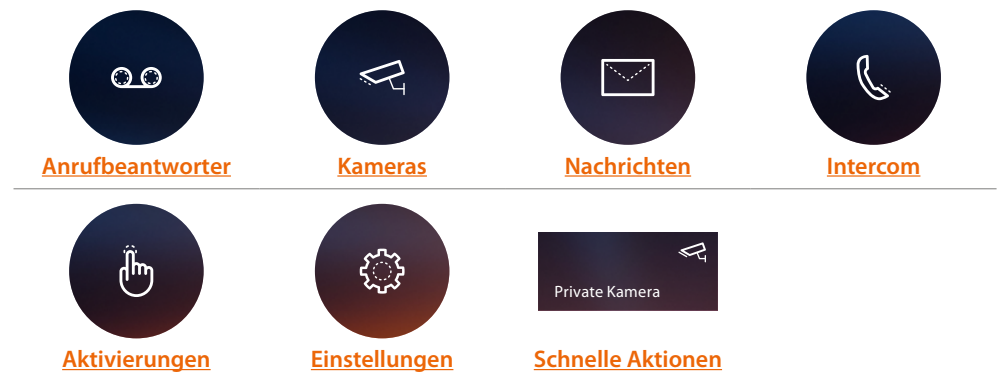 Anrufbeantworter
Kameras
Nachrichten
Intercom
Private Kamera
Aktivierungen
Einstellungen
Schnelle Aktionen